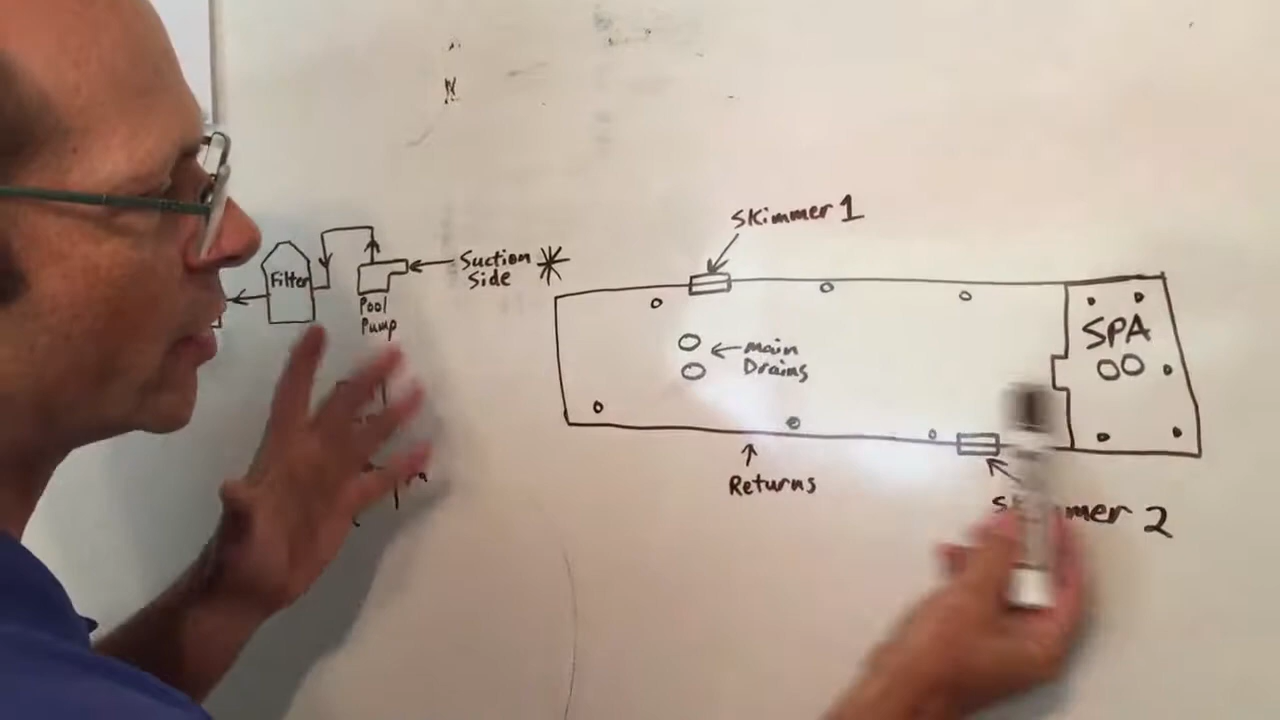 Skimmer 1
Suction
Side
Filter
Pool
Pump
main
Drains
SPA
Returns
mer 2